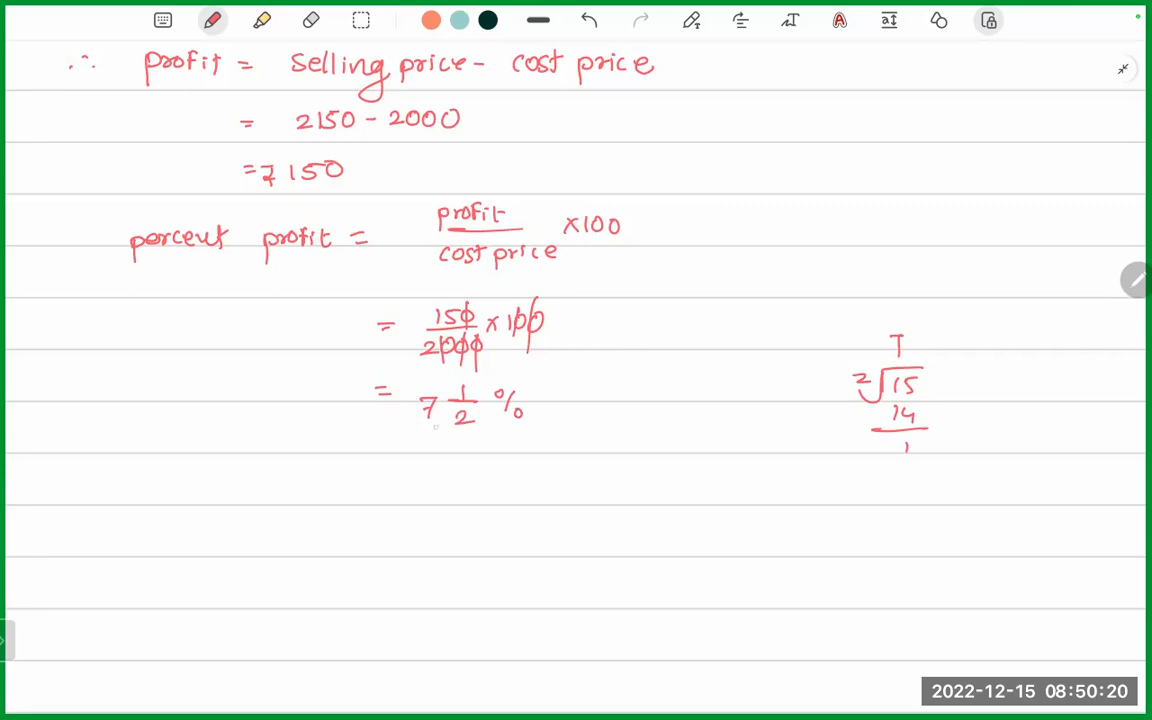 ∴ profit = Selling price - cost price
= 2150 - 2000
= ₹ 150
percent profit = profit/cost price ×100
= 150/2000 × 100
= 7 1/2 %
7
2√15
14
1
2022-12-15 08:50:20